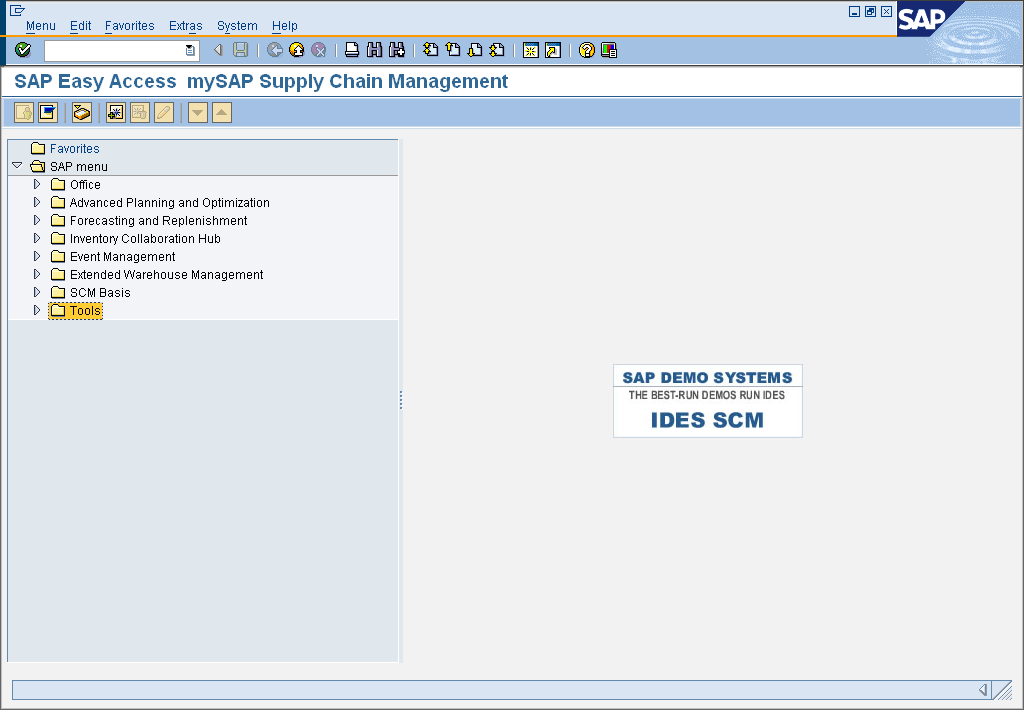 Menu Edit Favorites Extras System Help
SAP
SAP Easy Access mySAP Supply Chain Management
Favorites
SAP menu
Office
Advanced Planning and Optimization
Forecasting and Replenishment
Inventory Collaboration Hub
Event Management
Extended Warehouse Management
SCM Basis
Tools
SAP DEMO SYSTEMS
THE BEST-RUN DEMOS RUN IDES
IDES SCM